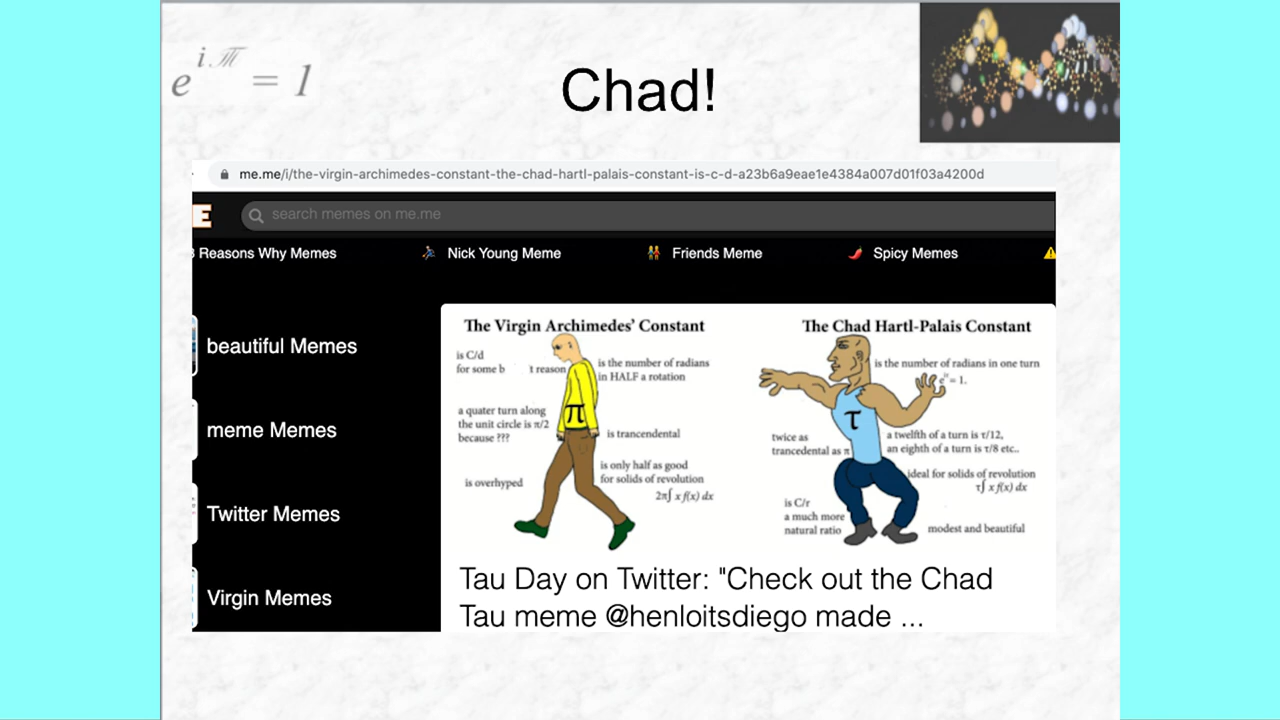 e^iπ = 1
Chad!
me.me/i/the-virgin-archimedes-constant-the-chad-hartl-palais-constant-is-c-d-a23b6a9eae1e4384a007d01f03a4200d
E
search memes on me.me
3 Reasons Why Memes
Nick Young Meme
Friends Meme
Spicy Memes
beautiful Memes
meme Memes
Twitter Memes
Virgin Memes
The Virgin Archimedes' Constant
is C/d
for some b t reason
is the number of radians
in HALF a rotation
a quater turn along
the unit circle is π/2
because ???
π
is trancendental
is only half as good
for solids of revolution
2π∫ x f(x) dx
is overhyped
The Chad Hartl-Palais Constant
is the number of radians in one turn
e^iτ = 1.
τ
twice as
trancedental as π
a twelfth of a turn is τ/12,
an eighth of a turn is τ/8 etc..
ideal for solids of revolution
τ∫ x f(x) dx
is C/r
a much more
natural ratio
modest and beautiful
Tau Day on Twitter: "Check out the Chad
Tau meme @henloitsdiego made ...